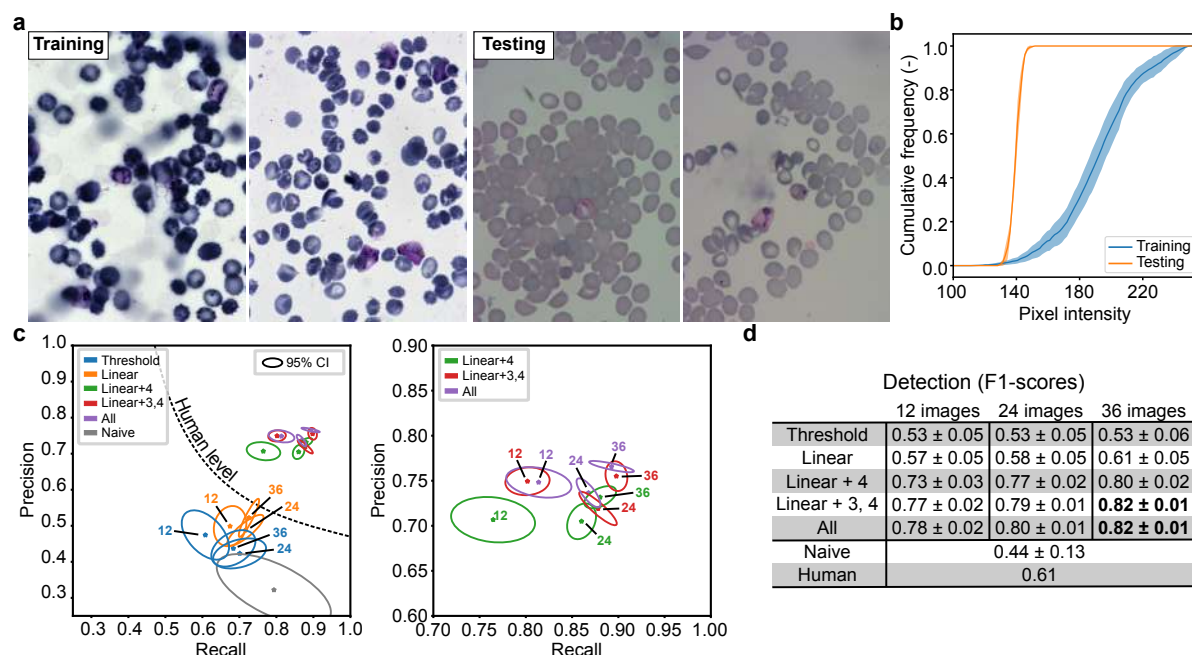 a
Training
Testing
b
Cumulative frequency (-)
1.0
0.8
0.6
0.4
0.2
0.0
Training
Testing
100
140
180
220
Pixel intensity
c
Precision
1.0
0.9
0.8
0.7
0.6
0.5
0.4
0.3
Threshold
Linear
Linear+4
Linear+3,4
All
Naive
95% CI
Human level
12
36
24
12
36
24
0.3 0.4 0.5 0.6 0.7 0.8 0.9 1.0
Recall
Precision
0.90
0.85
0.80
0.75
0.70
0.65
0.60
Linear+4
Linear+3,4
All
12
12
24
36
36
36
12
24
24
0.70 0.75 0.80 0.85 0.90 0.95 1.00
Recall
d
Detection (F1-scores)
12 images 24 images 36 images
Threshold 0.53 ± 0.05 0.53 ± 0.05 0.53 ± 0.06
Linear 0.57 ± 0.05 0.58 ± 0.05 0.61 ± 0.05
Linear + 4 0.73 ± 0.03 0.77 ± 0.02 0.80 ± 0.02
Linear + 3, 4 0.77 ± 0.02 0.79 ± 0.01 0.82 ± 0.01
All 0.78 ± 0.02 0.80 ± 0.01 0.82 ± 0.01
Naive 0.44 ± 0.13
Human 0.61